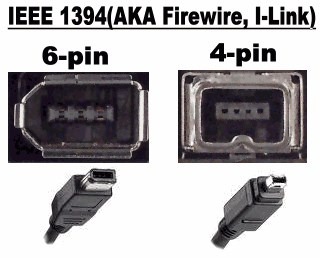 IEEE 1394(AKA Firewire, I-Link)
6-pin
4-pin